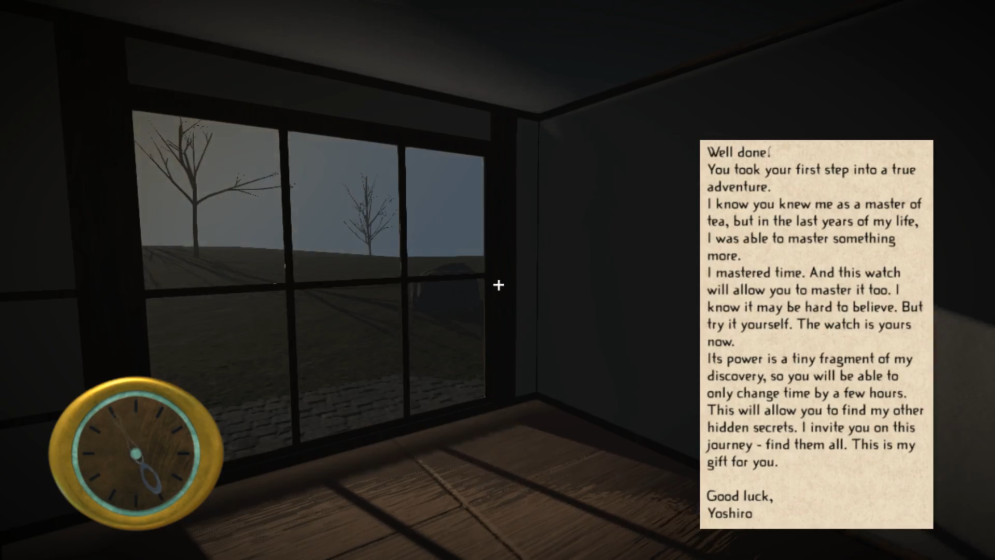 Well done!
You took your first step into a true
adventure.
I know you knew me as a master of
tea, but in the last years of my life,
I was able to master something
more.
I mastered time. And this watch
will allow you to master it too. I
know it may be hard to believe. But
try it yourself. The watch is yours
now.
Its power is a tiny fragment of my
discovery, so you will be able to
only change time by a few hours.
This will allow you to find my other
hidden secrets. I invite you on this
journey - find them all. This is my
gift for you.
Good luck,
Yoshiro